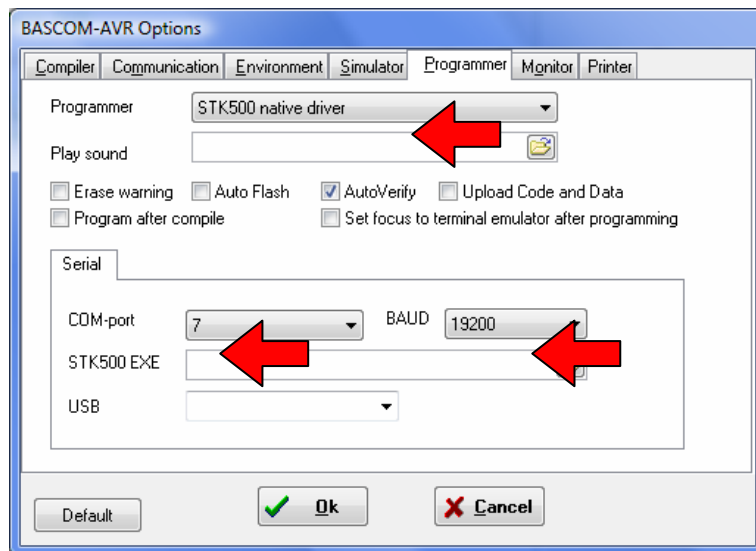 BASCOM-AVR Options
Compiler Communication Environment Simulator Programmer Monitor Printer
Programmer STK500 native driver
Play sound
Erase warning Auto Flash AutoVerify Upload Code and Data
Program after compile Set focus to terminal emulator after programming
Serial
COM-port 7 BAUD 19200
STK500 EXE
USB
Default Ok Cancel